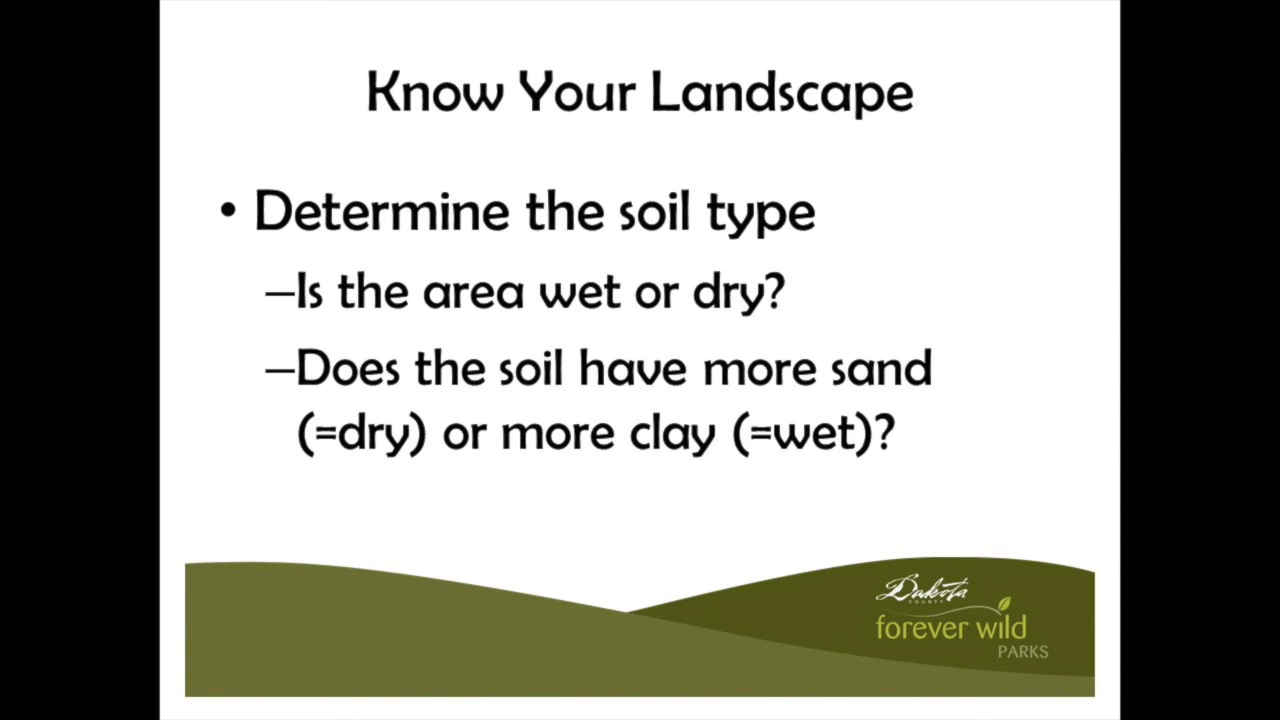 Know Your Landscape
• Determine the soil type
–Is the area wet or dry?
–Does the soil have more sand
(=dry) or more clay (=wet)?
Dakota
COUNTY
forever wild
PARKS